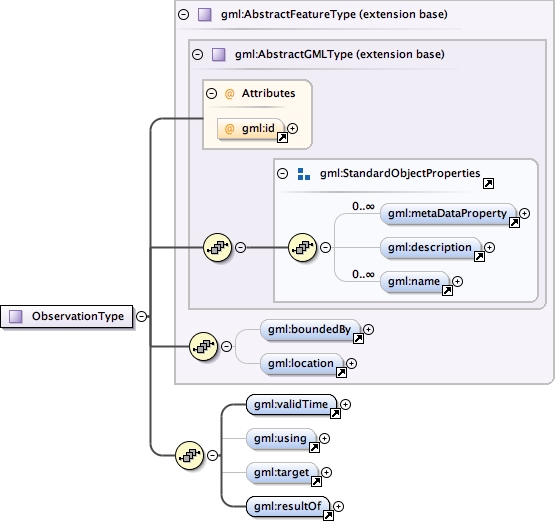 gml:AbstractFeatureType (extension base)
gml:AbstractGMLType (extension base)
@ Attributes
@ gml:id
gml:StandardObjectProperties
0..∞
gml:metaDataProperty
gml:description
0..∞
gml:name
ObservationType
gml:boundedBy
gml:location
gml:validTime
gml:using
gml:target
gml:resultOf